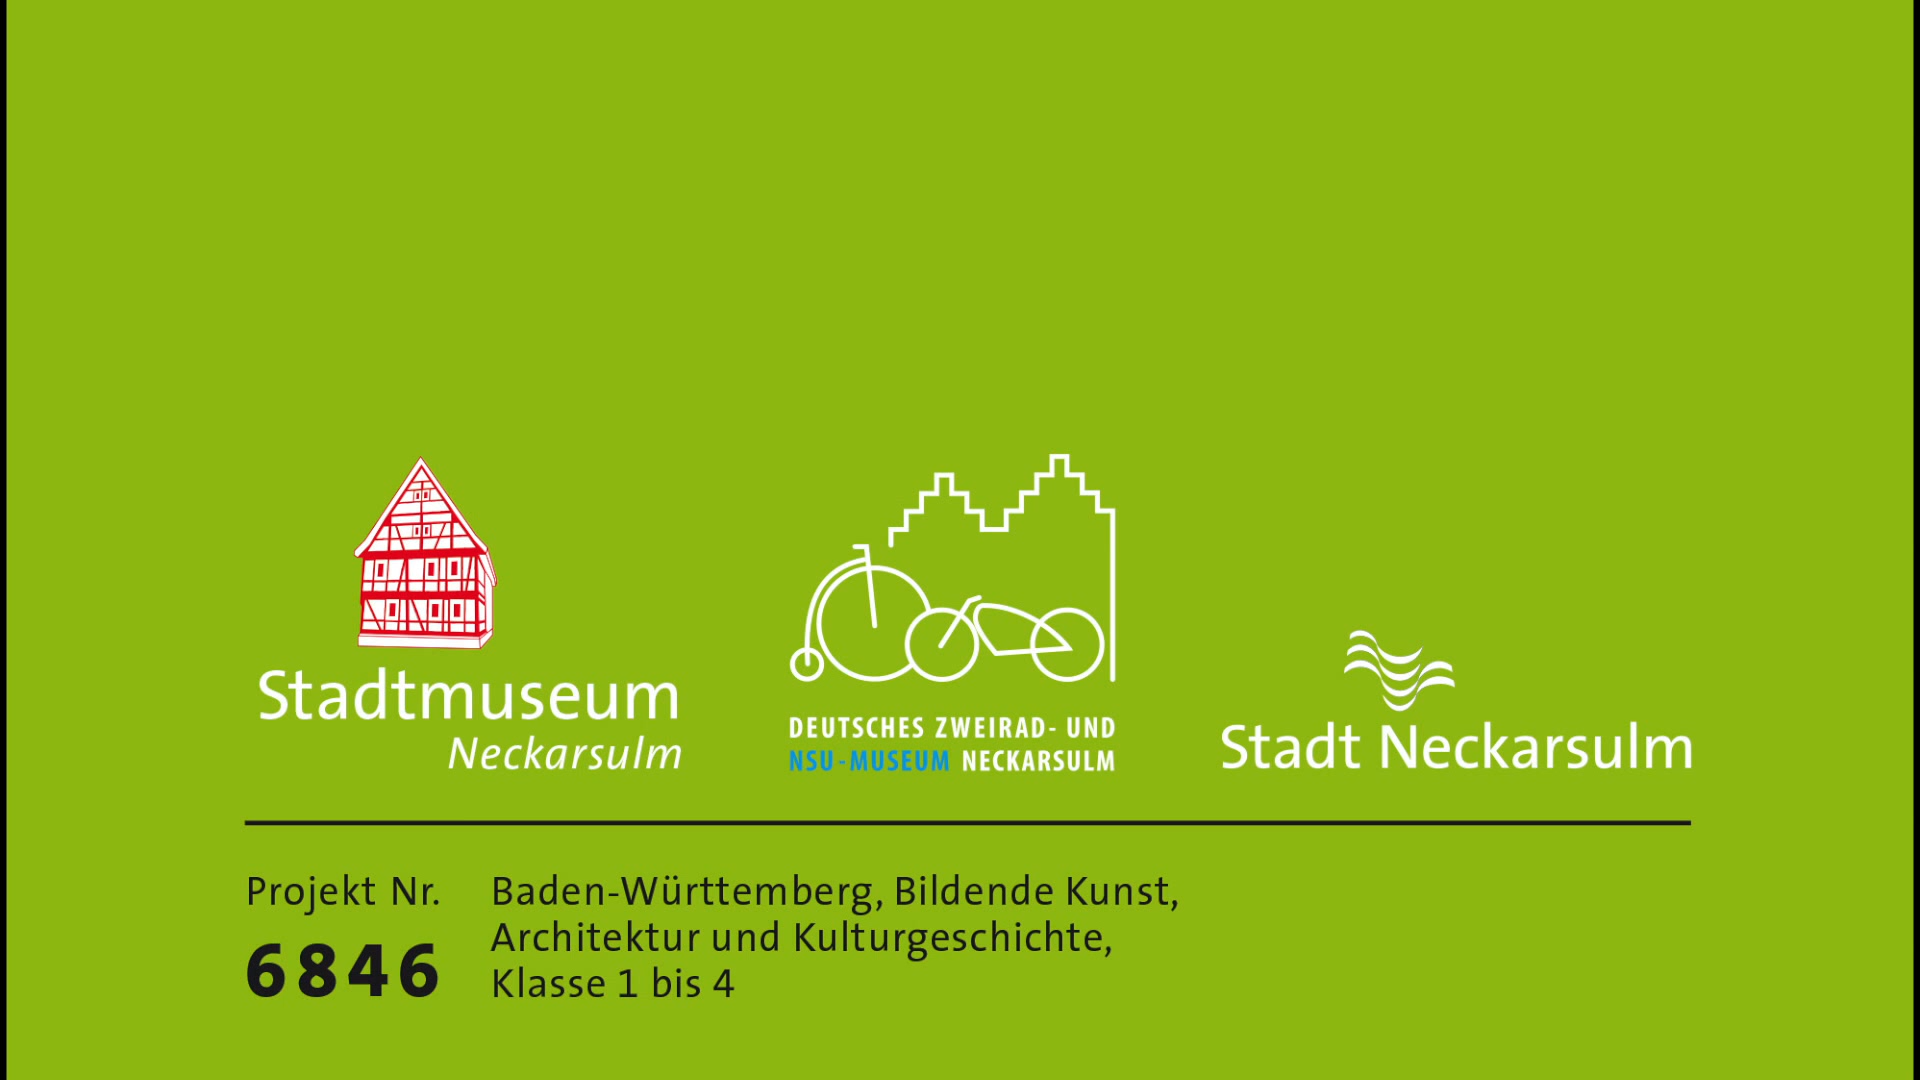 Stadtmuseum
Neckarsulm
DEUTSCHES ZWEIRAD- UND
NSU-MUSEUM NECKARSULM
Stadt Neckarsulm
Projekt Nr.
6846
Baden-Württemberg, Bildende Kunst,
Architektur und Kulturgeschichte,
Klasse 1 bis 4